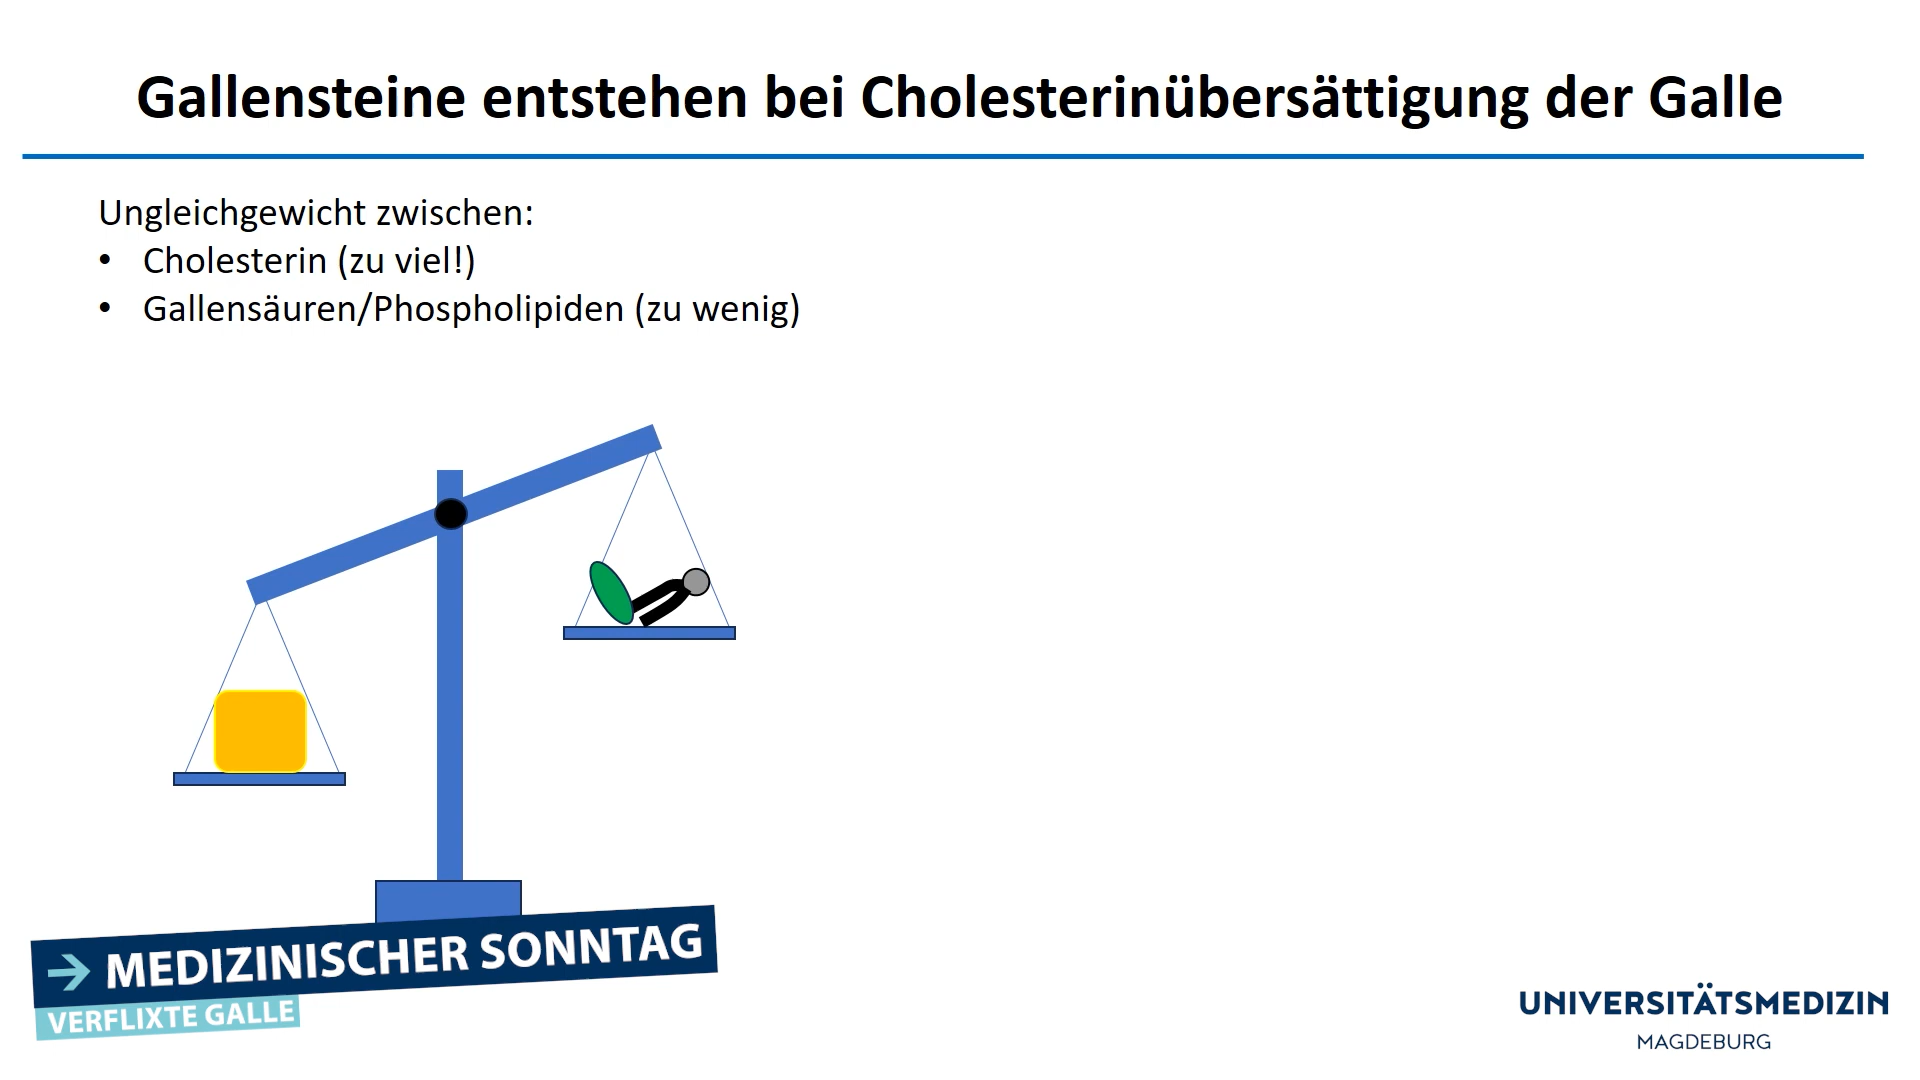 Gallensteine entstehen bei Cholesterinübersättigung der Galle
Ungleichgewicht zwischen:
• Cholesterin (zu viel!)
• Gallensäuren/Phospholipiden (zu wenig)
→ MEDIZINISCHER SONNTAG
VERFLIXTE GALLE
UNIVERSITÄTSMEDIZIN
MAGDEBURG